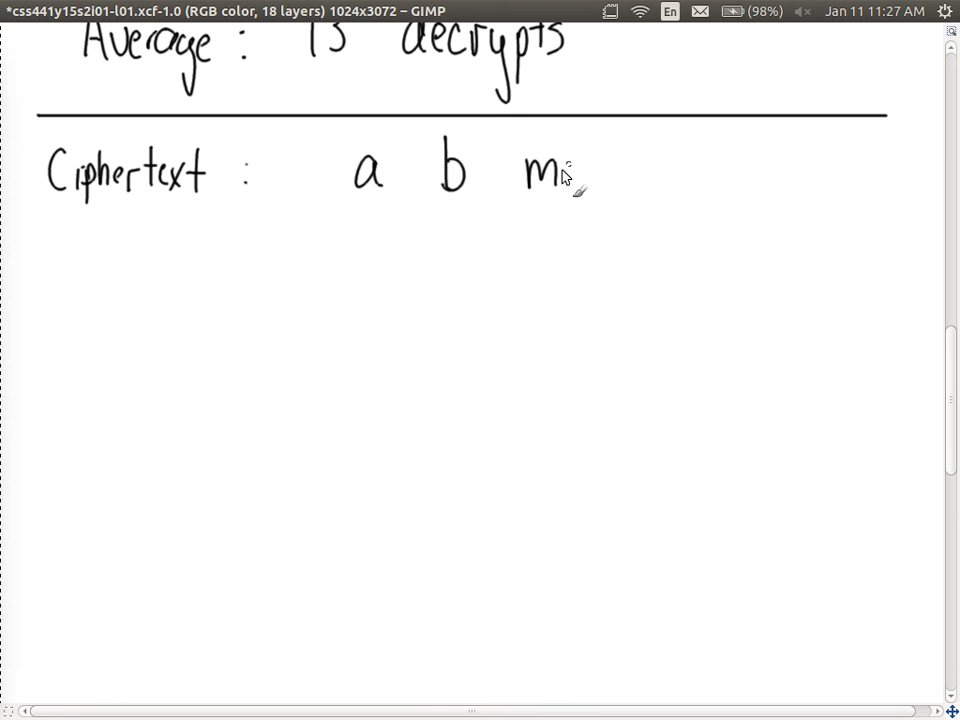 *css441y15s2i01-l01.xcf-1.0 (RGB color, 18 layers) 1024x3072 – GIMP En (98%) Jan 11 11:27 AM
Average : 13 decrypts
Ciphertext : a b m